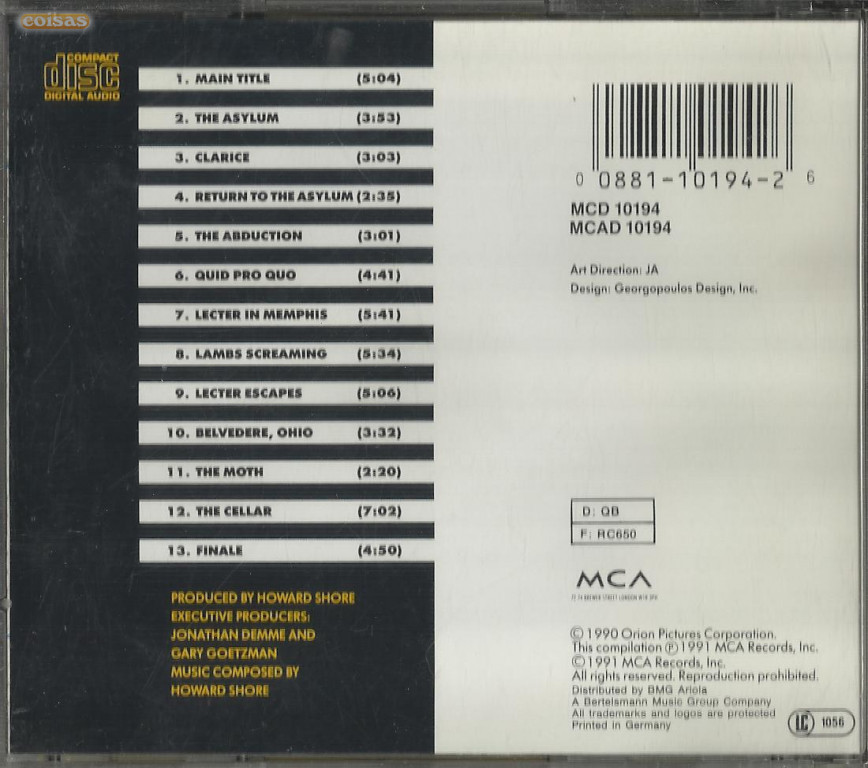 coisas
COMPACT
disc
DIGITAL AUDIO
1. MAIN TITLE (5:04)
2. THE ASYLUM (3:53)
3. CLARICE (3:03)
4. RETURN TO THE ASYLUM (2:35)
5. THE ABDUCTION (3:01)
6. QUID PRO QUO (4:41)
7. LECTER IN MEMPHIS (5:41)
8. LAMBS SCREAMING (5:34)
9. LECTER ESCAPES (5:06)
10. BELVEDERE, OHIO (3:32)
11. THE MOTH (2:20)
12. THE CELLAR (7:02)
13. FINALE (4:50)
PRODUCED BY HOWARD SHORE
EXECUTIVE PRODUCERS:
JONATHAN DEMME AND
GARY GOETZMAN
MUSIC COMPOSED BY
HOWARD SHORE
0 0881-10194-2 6
MCD 10194
MCAD 10194
Art Direction: JA
Design: Georgopoulos Design, Inc.
D: QB
F: RC650
MCA
72-74 BREWER STREET LONDON W1R 3PH
© 1990 Orion Pictures Corporation.
This compilation ℗ 1991 MCA Records, Inc.
© 1991 MCA Records, Inc.
All rights reserved. Reproduction prohibited.
Distributed by BMG Ariola
A Bertelsmann Music Group Company
All trademarks and logos are protected
Printed in Germany
LC 1056